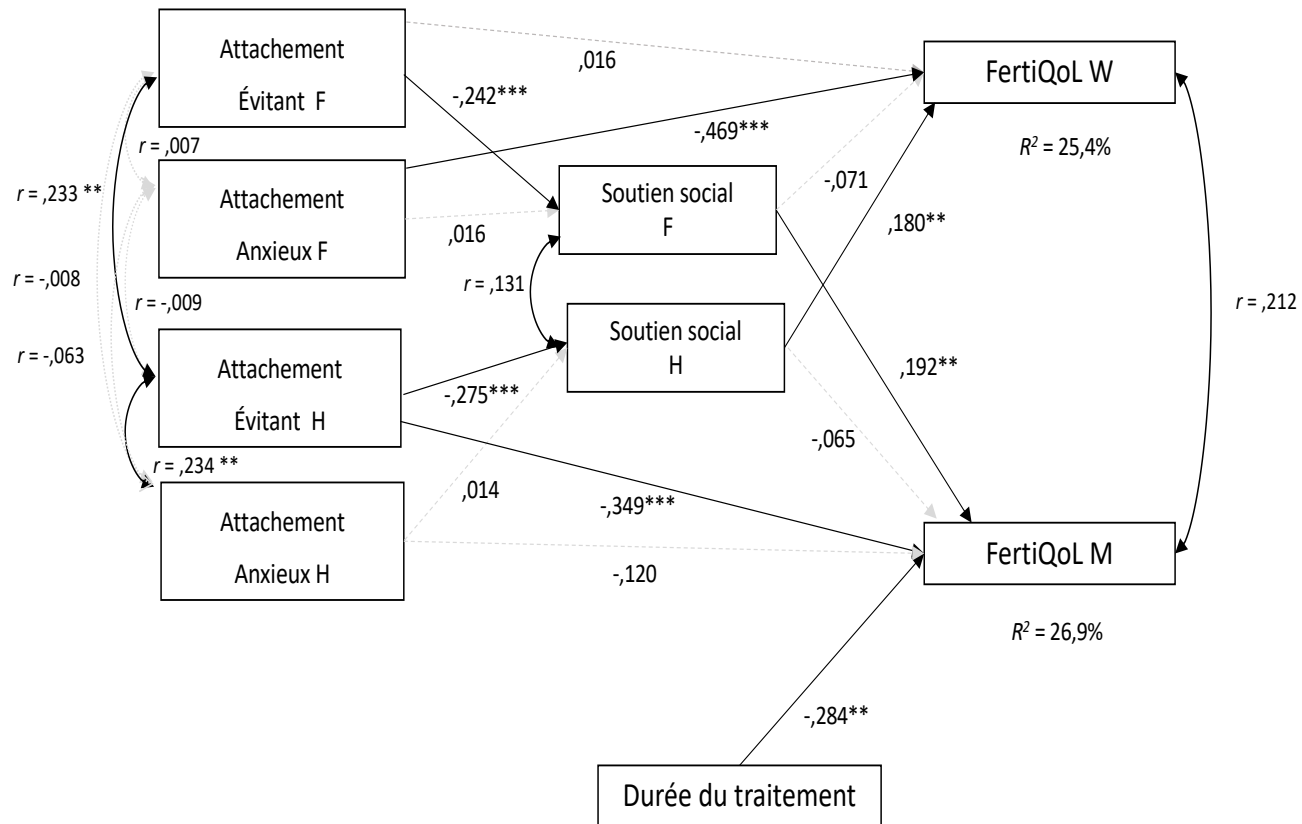 Attachement
Évitant F
,016
FertiQoL W
-,242***
-,469***
R² = 25,4%
r = ,007
r = ,233 **
Attachement
Anxieux F
Soutien social
F
-,071
,016
,180**
r = -,008
r = ,131
r = -,009
r = ,212
Soutien social
H
r = -,063
Attachement
Évitant H
-,275***
,192**
-,065
r = ,234 **
,014
-,349***
Attachement
Anxieux H
-,120
FertiQoL M
R² = 26,9%
-,284**
Durée du traitement